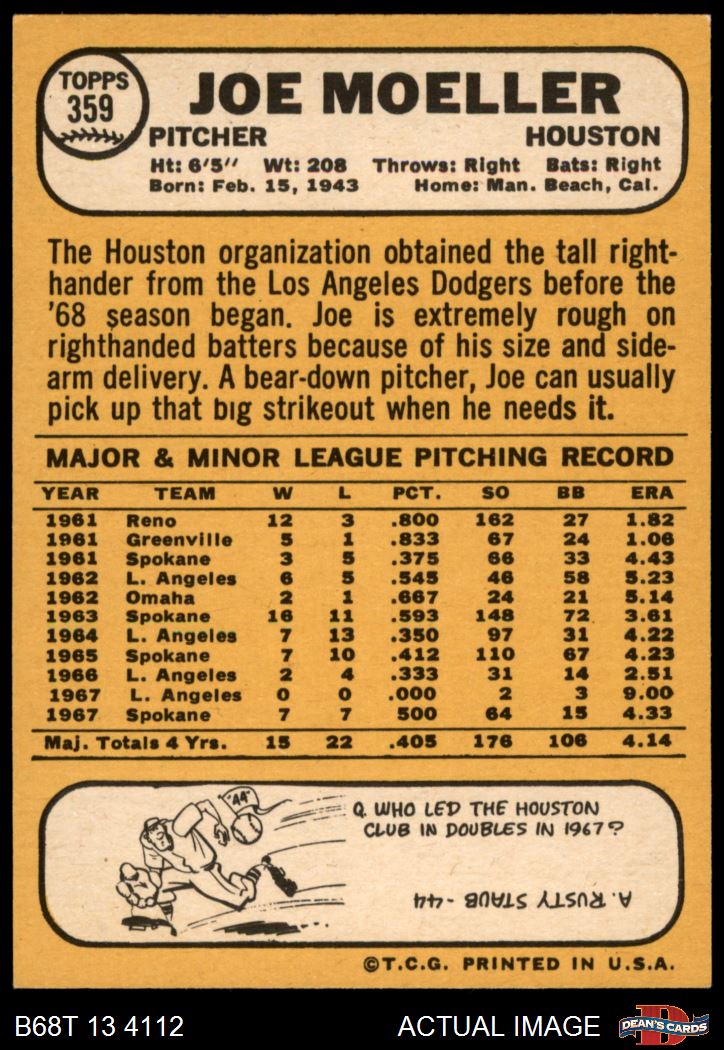 TOPPS
359
JOE MOELLER
PITCHER HOUSTON
Ht: 6'5" Wt: 208 Throws: Right Bats: Right
Born: Feb. 15, 1943 Home: Man. Beach, Cal.
The Houston organization obtained the tall right-
hander from the Los Angeles Dodgers before the
'68 season began. Joe is extremely rough on
righthanded batters because of his size and side-
arm delivery. A bear-down pitcher, Joe can usually
pick up that big strikeout when he needs it.
MAJOR & MINOR LEAGUE PITCHING RECORD
YEAR TEAM W L PCT. SO BB ERA
1961 Reno 12 3 .800 162 27 1.82
1961 Greenville 5 1 .833 67 24 1.06
1961 Spokane 3 5 .375 66 33 4.43
1962 L. Angeles 6 5 .545 46 58 5.23
1962 Omaha 2 1 .667 24 21 5.14
1963 Spokane 16 11 .593 148 72 3.61
1964 L. Angeles 7 13 .350 97 31 4.22
1965 Spokane 7 10 .412 110 67 4.23
1966 L. Angeles 2 4 .333 31 14 2.51
1967 L. Angeles 0 0 .000 2 3 9.00
1967 Spokane 7 7 500 64 15 4.33
Maj. Totals 4 Yrs. 15 22 .405 176 106 4.14
"44"
Q. WHO LED THE HOUSTON
CLUB IN DOUBLES IN 1967?
A. RUSTY STAUB - 44
©T.C.G. PRINTED IN U.S.A.
B68T 13 4112 ACTUAL IMAGE
D
DEAN'S CARDS